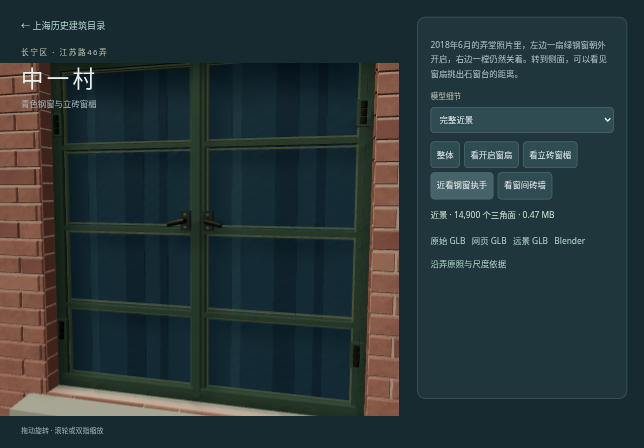 ← 上海历史建筑目录
长宁区 · 江苏路46弄
中一村
青色钢窗与立砖窗楣
2018年6月的弄堂照片里，左边一扇绿钢窗朝外
开启，右边一樘仍然关着。转到侧面，可以看见
窗扇挑出石窗台的距离。
模型细节
完整近景
整体 看开启窗扇 看立砖窗楣
近看钢窗执手 看窗间砖墙
近景 · 14,900 个三角面 · 0.47 MB
原始 GLB 网页 GLB 远景 GLB Blender
沿弄原照与尺度依据
拖动旋转 · 滚轮或双指缩放